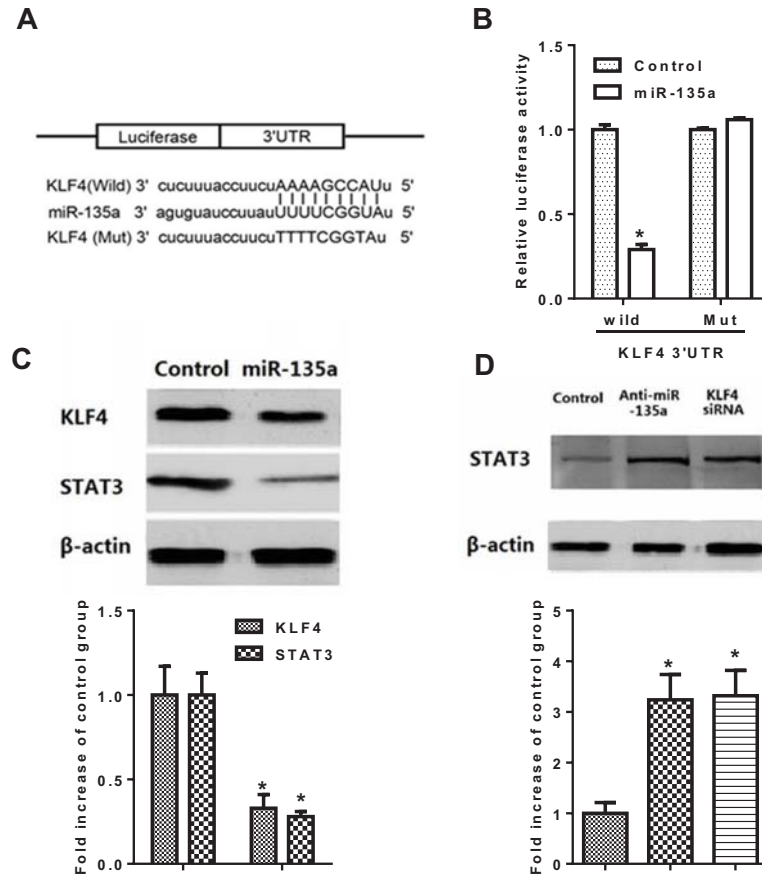 A
Luciferase 3'UTR
KLF4(Wild) 3' cucuuuaccuucuAAAAGCCAUu 5'
miR-135a 3' aguguauccuuauUUUUCGGUAu 5'
KLF4 (Mut) 3' cucuuuaccuucuTTTTCGGTAu 5'
B
Relative luciferase activity
1.5
1.0
0.5
0.0
Control
miR-135a
*
wild Mut
KLF4 3'UTR
C
Control miR-135a
KLF4
STAT3
β-actin
Fold increase of control group
1.5
1.0
0.5
0.0
KLF4
STAT3
* *
D
Control Anti-miR KLF4
-135a siRNA
STAT3
β-actin
Fold increase of control group
5
4
3
2
1
0
* *